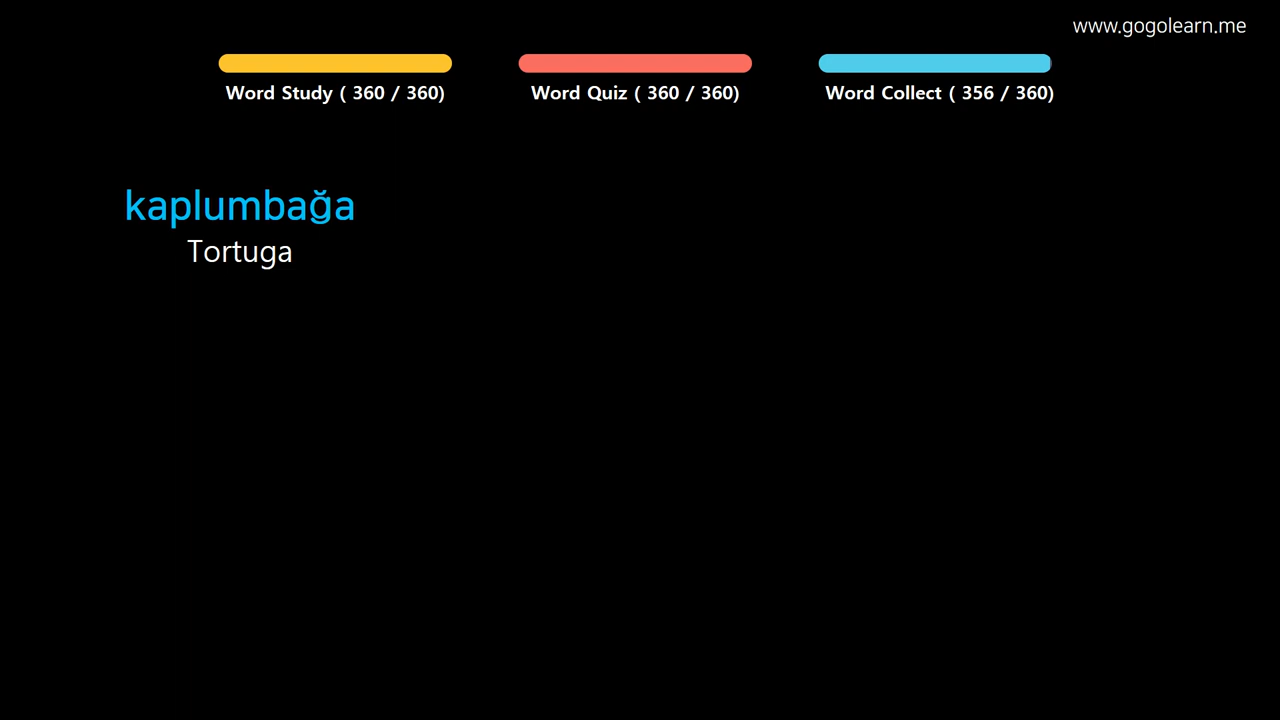 www.gogolearn.me
Word Study ( 360 / 360)
Word Quiz ( 360 / 360)
Word Collect ( 356 / 360)
kaplumbağa
Tortuga